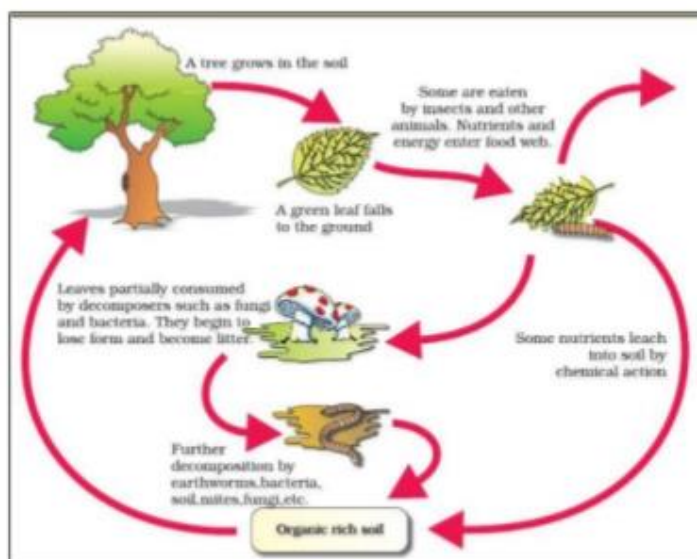 A tree grows in the soil
Some are eaten
by insects and other
animals. Nutrients and
energy enter food web.
A green leaf falls
to the ground
Leaves partially consumed
by decomposers such as fungi
and bacteria. They begin to
lose form and become litter.
Some nutrients leach
into soil by
chemical action
Further
decomposition by
earthworms,bacteria,
soil,mites,fungi,etc.
Organic rich soil